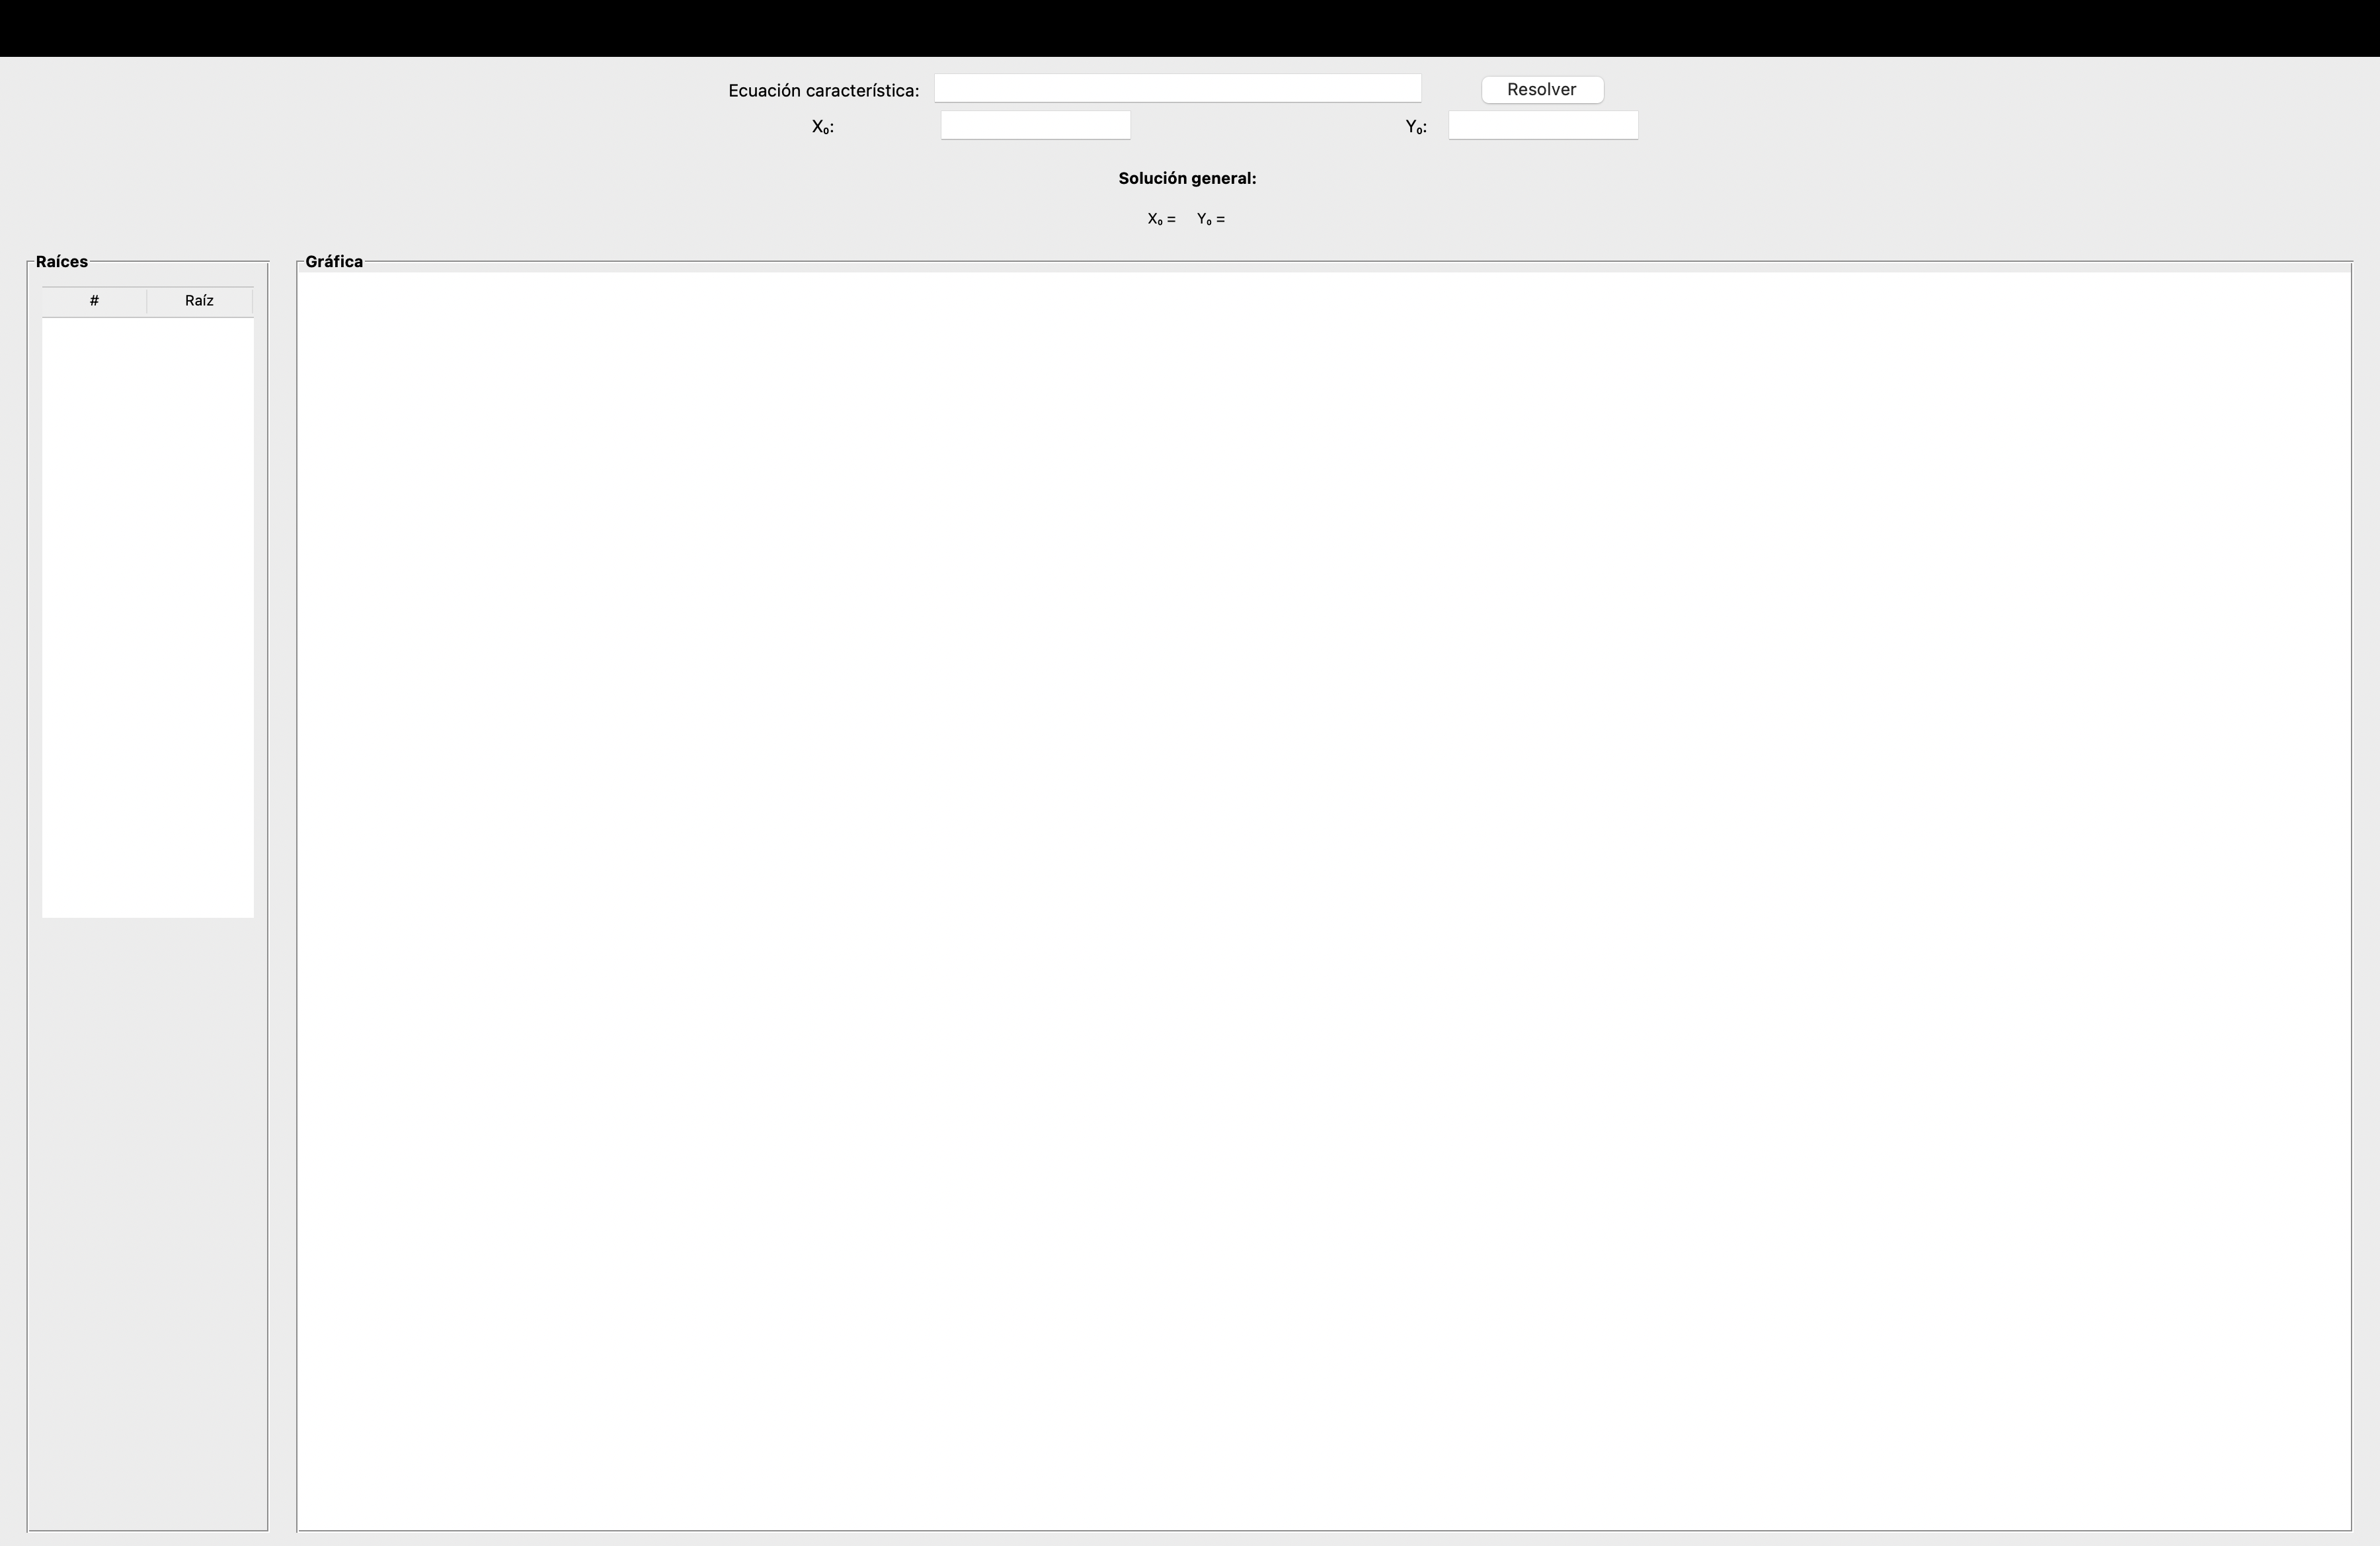 Ecuación característica: Resolver
X₀: Y₀:
Solución general:
X₀ = Y₀ =
Raíces
Gráfica
# Raíz